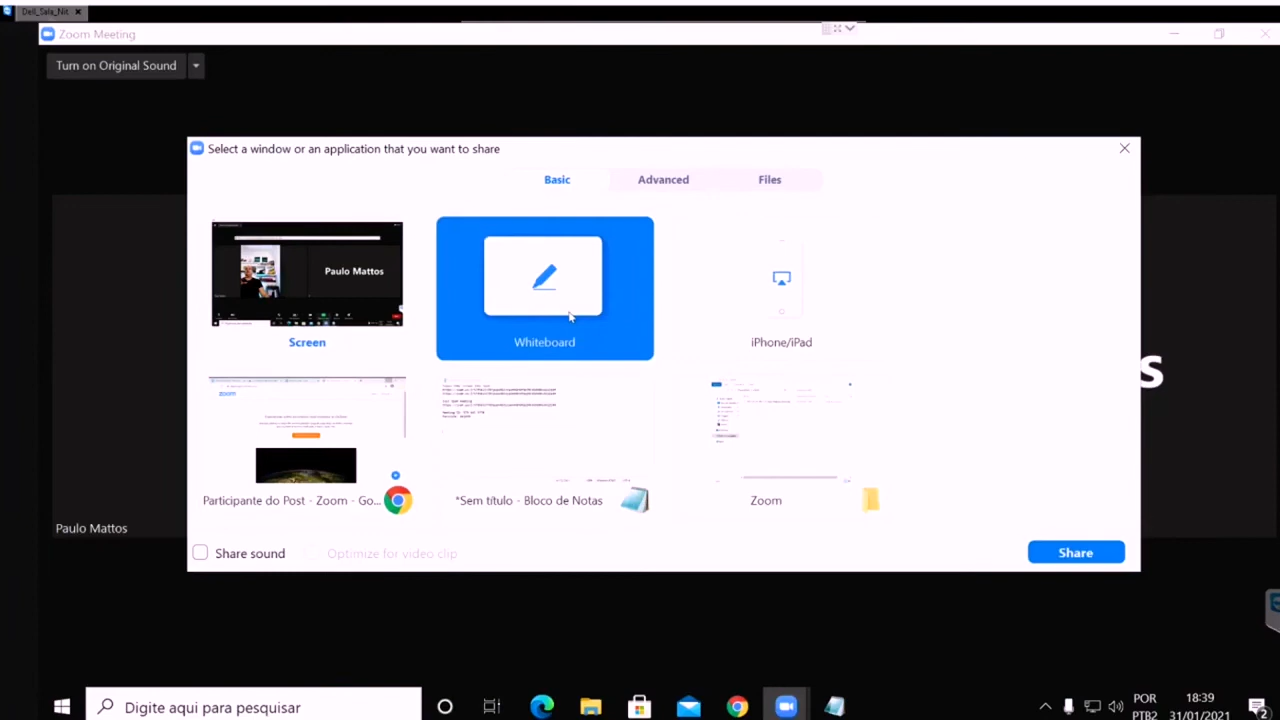 Dell_Sala_Nit
Zoom Meeting
Turn on Original Sound
Select a window or an application that you want to share
Basic
Advanced
Files
Paulo Mattos
Screen
Whiteboard
iPhone/iPad
zoom
Participante do Post - Zoom - Go...
*Sem título - Bloco de Notas
Zoom
s
Paulo Mattos
Share sound
Optimize for video clip
Share
Digite aqui para pesquisar
POR
PTB2
18:39
31/01/2021
2